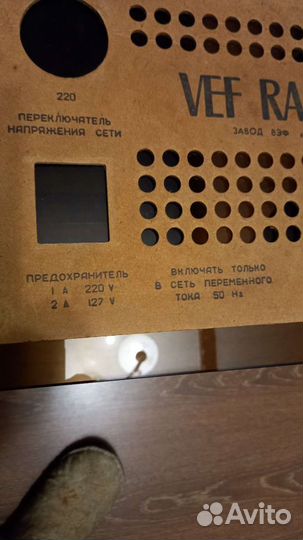 220
ПЕРЕКЛЮЧАТЕЛЬ
НАПРЯЖЕНИЯ СЕТИ
VEF RA
ЗАВОД ВЭФ
ПРЕДОХРАНИТЕЛЬ
1 А 220 V
2 А 127 V
ВКЛЮЧАТЬ ТОЛЬКО
В СЕТЬ ПЕРЕМЕННОГО
ТОКА 50 Hz
Avito